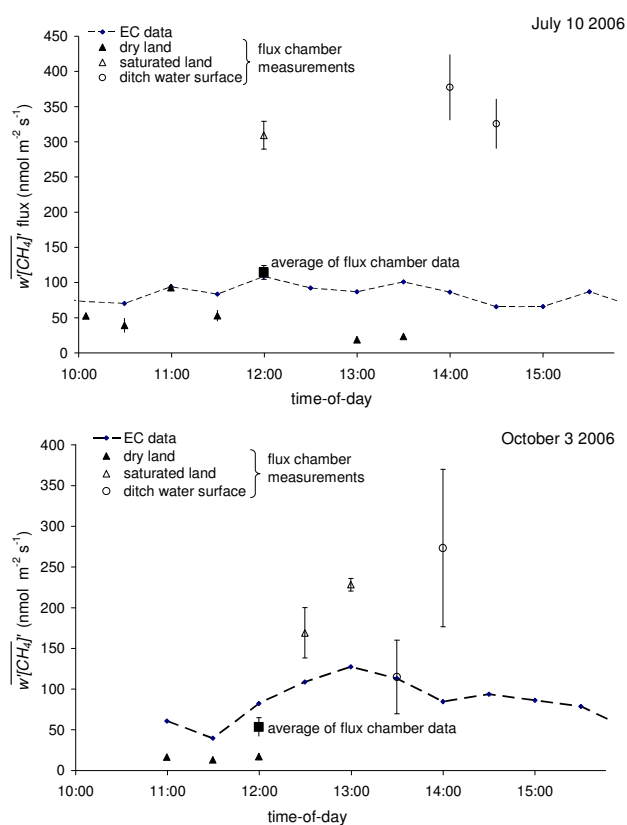 July 10 2006
EC data
dry land
saturated land
ditch water surface
flux chamber
measurements
450
400
350
300
250
200
150
100
50
0
w'[CH4]' flux (nmol m-2 s-1)
average of flux chamber data
10:00 11:00 12:00 13:00 14:00 15:00
time-of-day
October 3 2006
EC data
dry land
saturated land
ditch water surface
flux chamber
measurements
400
350
300
250
200
150
100
50
0
w'[CH4]' (nmol m-2 s-1)
average of flux chamber data
10:00 11:00 12:00 13:00 14:00 15:00
time-of-day